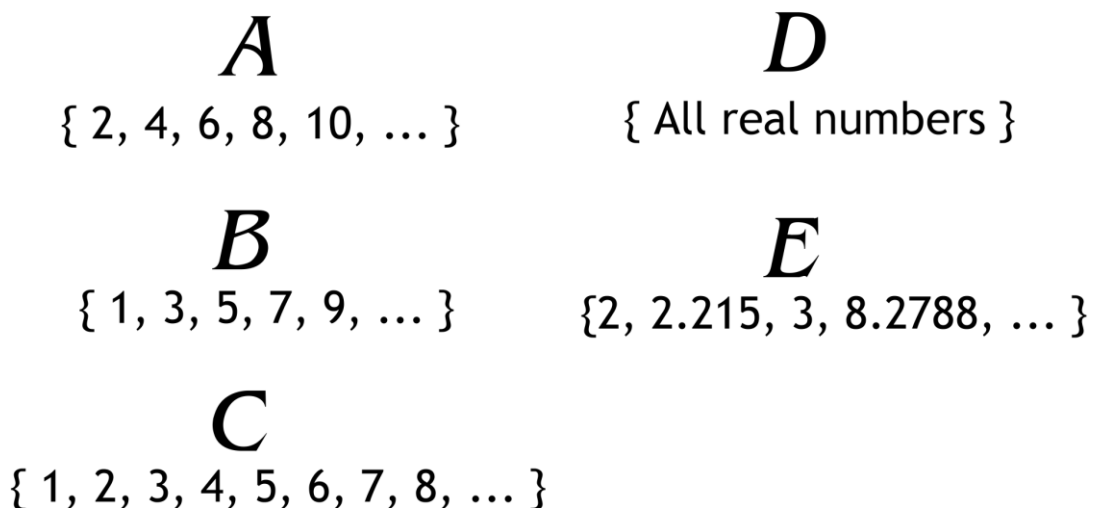 A
{ 2, 4, 6, 8, 10, ... }
B
{ 1, 3, 5, 7, 9, ... }
C
{ 1, 2, 3, 4, 5, 6, 7, 8, ... }
D
{ All real numbers }
E
{2, 2.215, 3, 8.2788, ... }